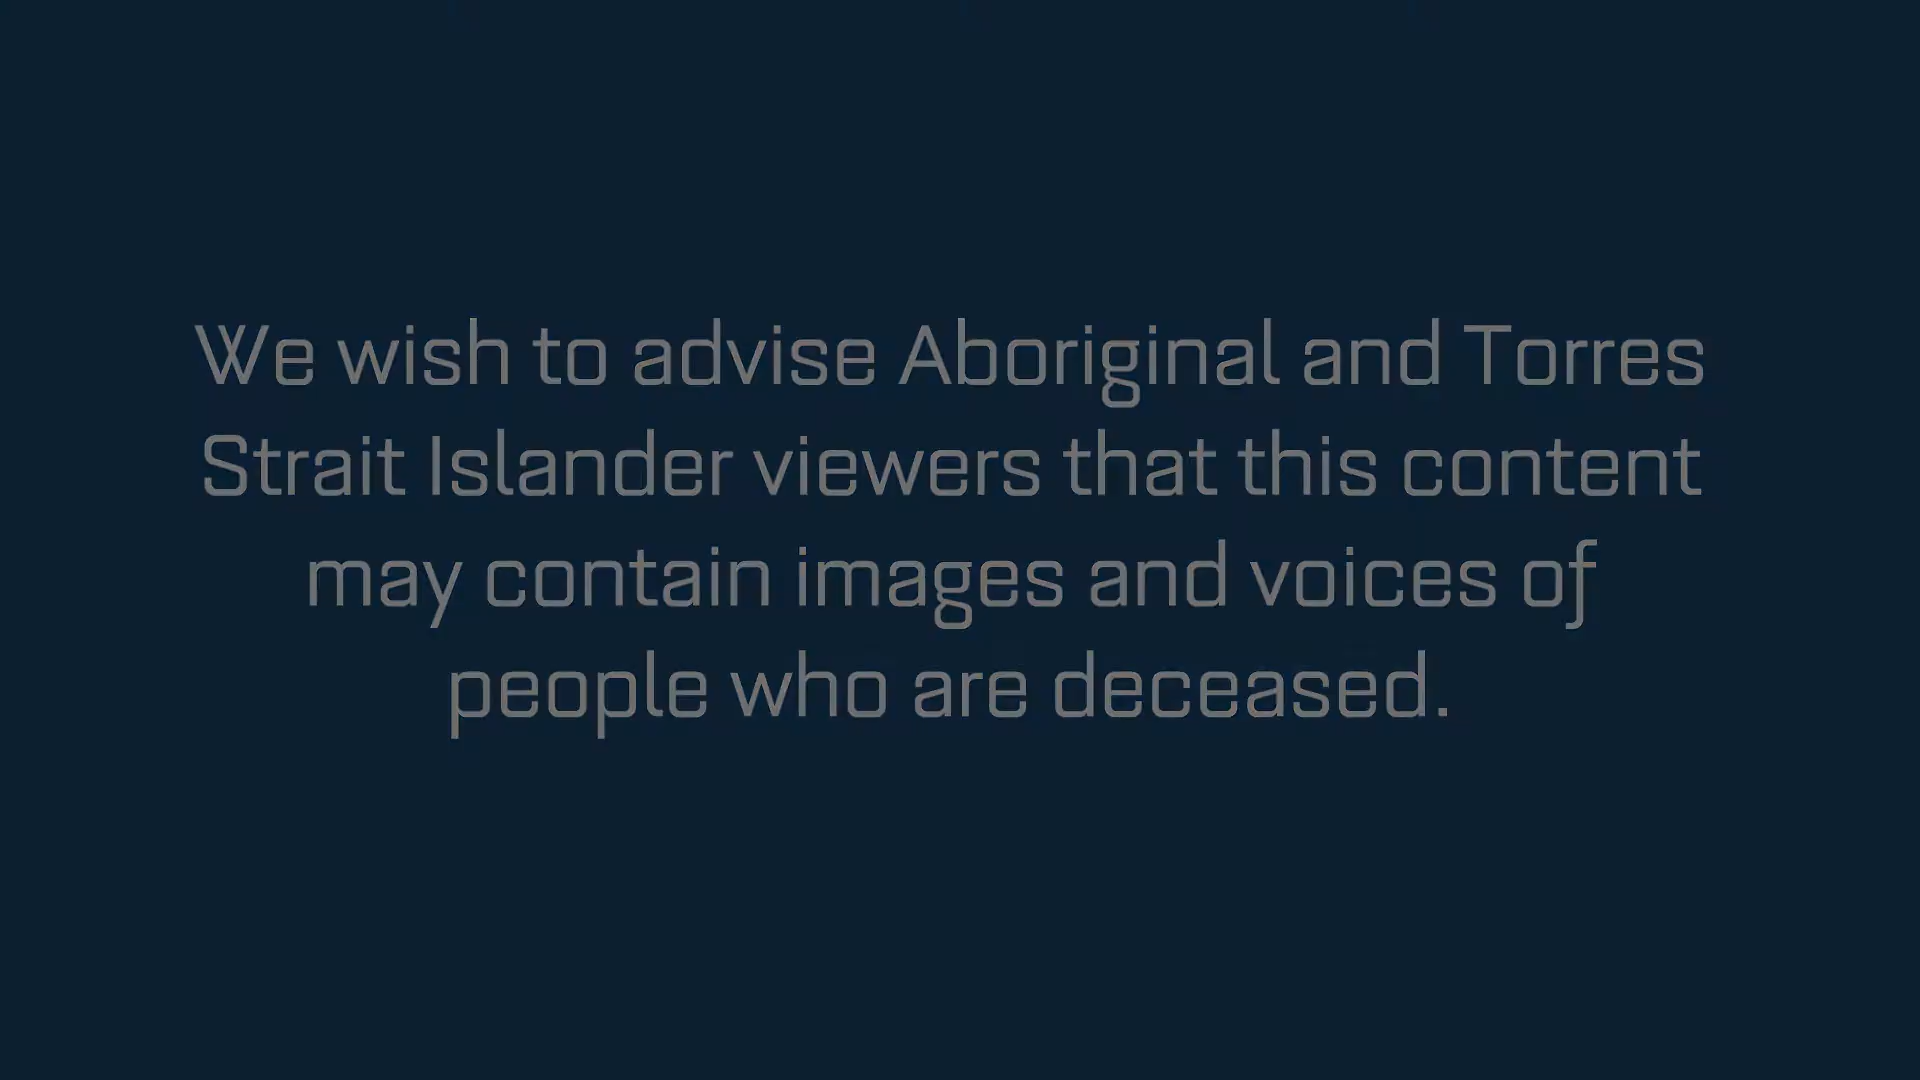 We wish to advise Aboriginal and Torres
Strait Islander viewers that this content
may contain images and voices of
people who are deceased.